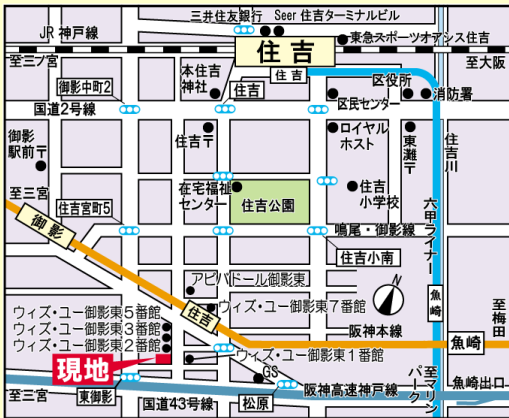 三井住友銀行 Seer 住吉ターミナルビル
JR 神戸線
住吉
東急スポーツオアシス住吉
至三ノ宮
至大阪
御影中町2
本住吉
神社
住吉
住吉
区役所
区民センター
消防署
国道2号線
御影
駅前〒
住吉〒
ロイヤル
ホスト
東灘〒
住吉川
至三宮
在宅福祉
センター
住吉公園
住吉
小学校
六甲ライナー
住吉宮町5
御影
鳴尾・御影線
住吉小南
N
アビパドール御影東
魚崎
至梅田
ウィズ・ユー御影東5番館
ウィズ・ユー御影東3番館
ウィズ・ユー御影東2番館
住吉
ウィズ・ユー御影東7番館
阪神本線
魚崎
現地
ウィズ・ユー御影東1番館
GS
至マリンパーク
至三宮
東御影
国道43号線
松原
阪神高速神戸線
魚崎出口